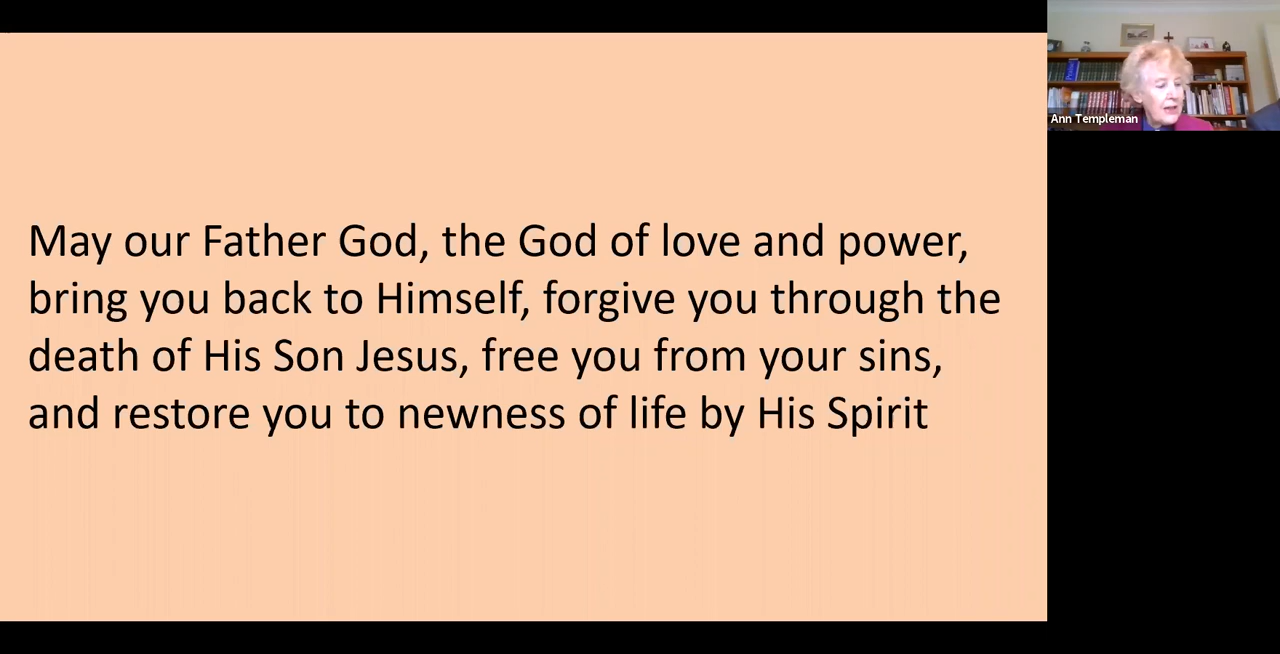 May our Father God, the God of love and power,
bring you back to Himself, forgive you through the
death of His Son Jesus, free you from your sins,
and restore you to newness of life by His Spirit
Ann Templeman